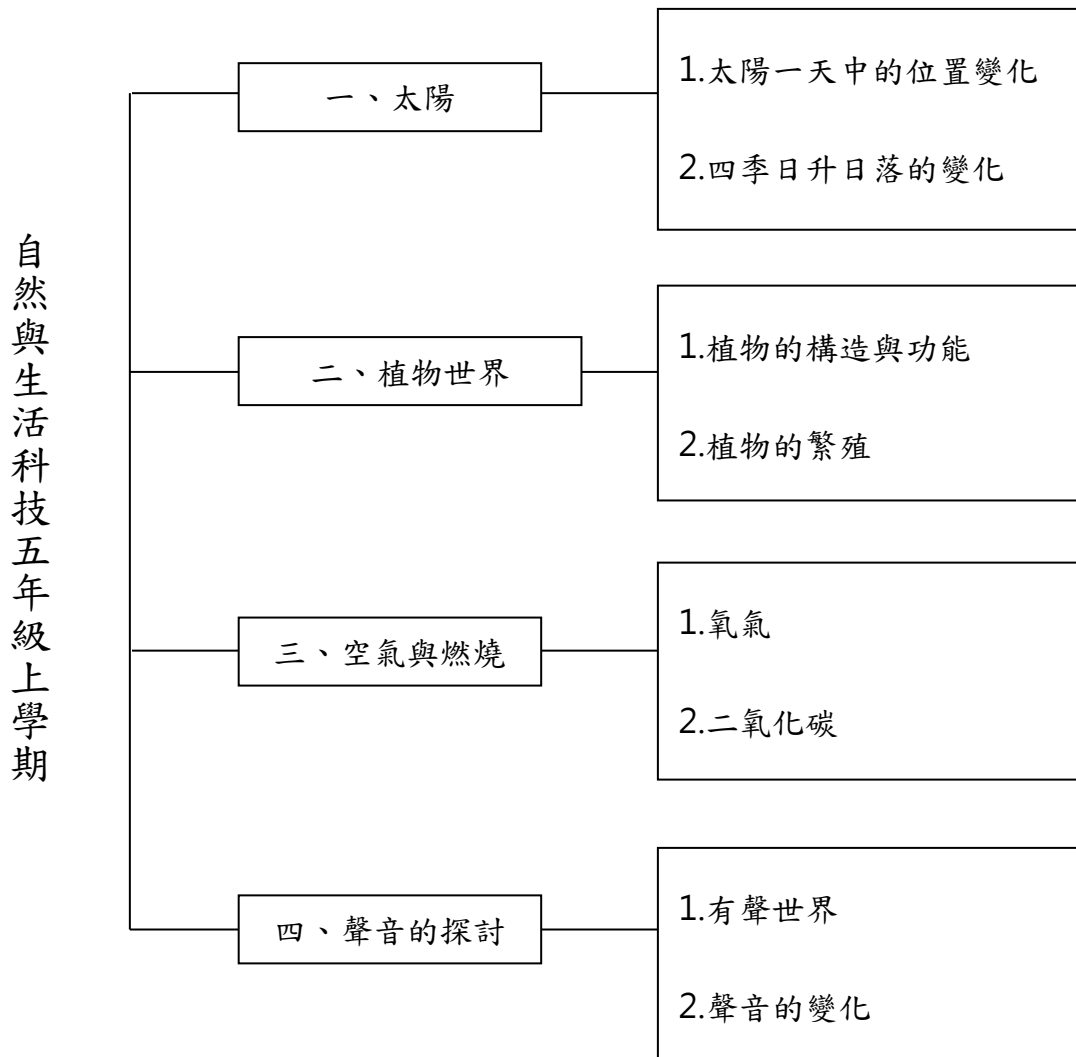 自然與生活科技五年級上學期
一、太陽
1.太陽一天中的位置變化
2.四季日升日落的變化
二、植物世界
1.植物的構造與功能
2.植物的繁殖
三、空氣與燃燒
1.氧氣
2.二氧化碳
四、聲音的探討
1.有聲世界
2.聲音的變化